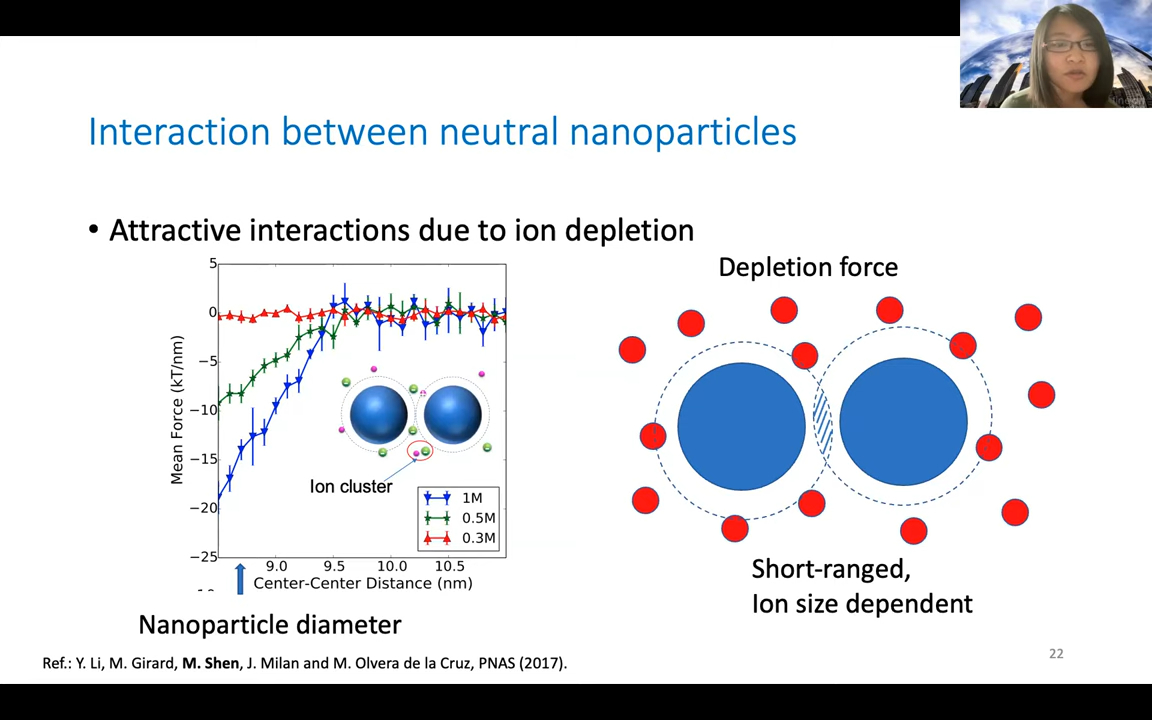 Interaction between neutral nanoparticles
• Attractive interactions due to ion depletion
Depletion force
5
0
−5
−10
−15
−20
−25
Mean Force (kT/nm)
Ion cluster
1M
0.5M
0.3M
9.0 9.5 10.0 10.5
Center-Center Distance (nm)
Nanoparticle diameter
Short-ranged,
Ion size dependent
Ref.: Y. Li, M. Girard, M. Shen, J. Milan and M. Olvera de la Cruz, PNAS (2017).
22